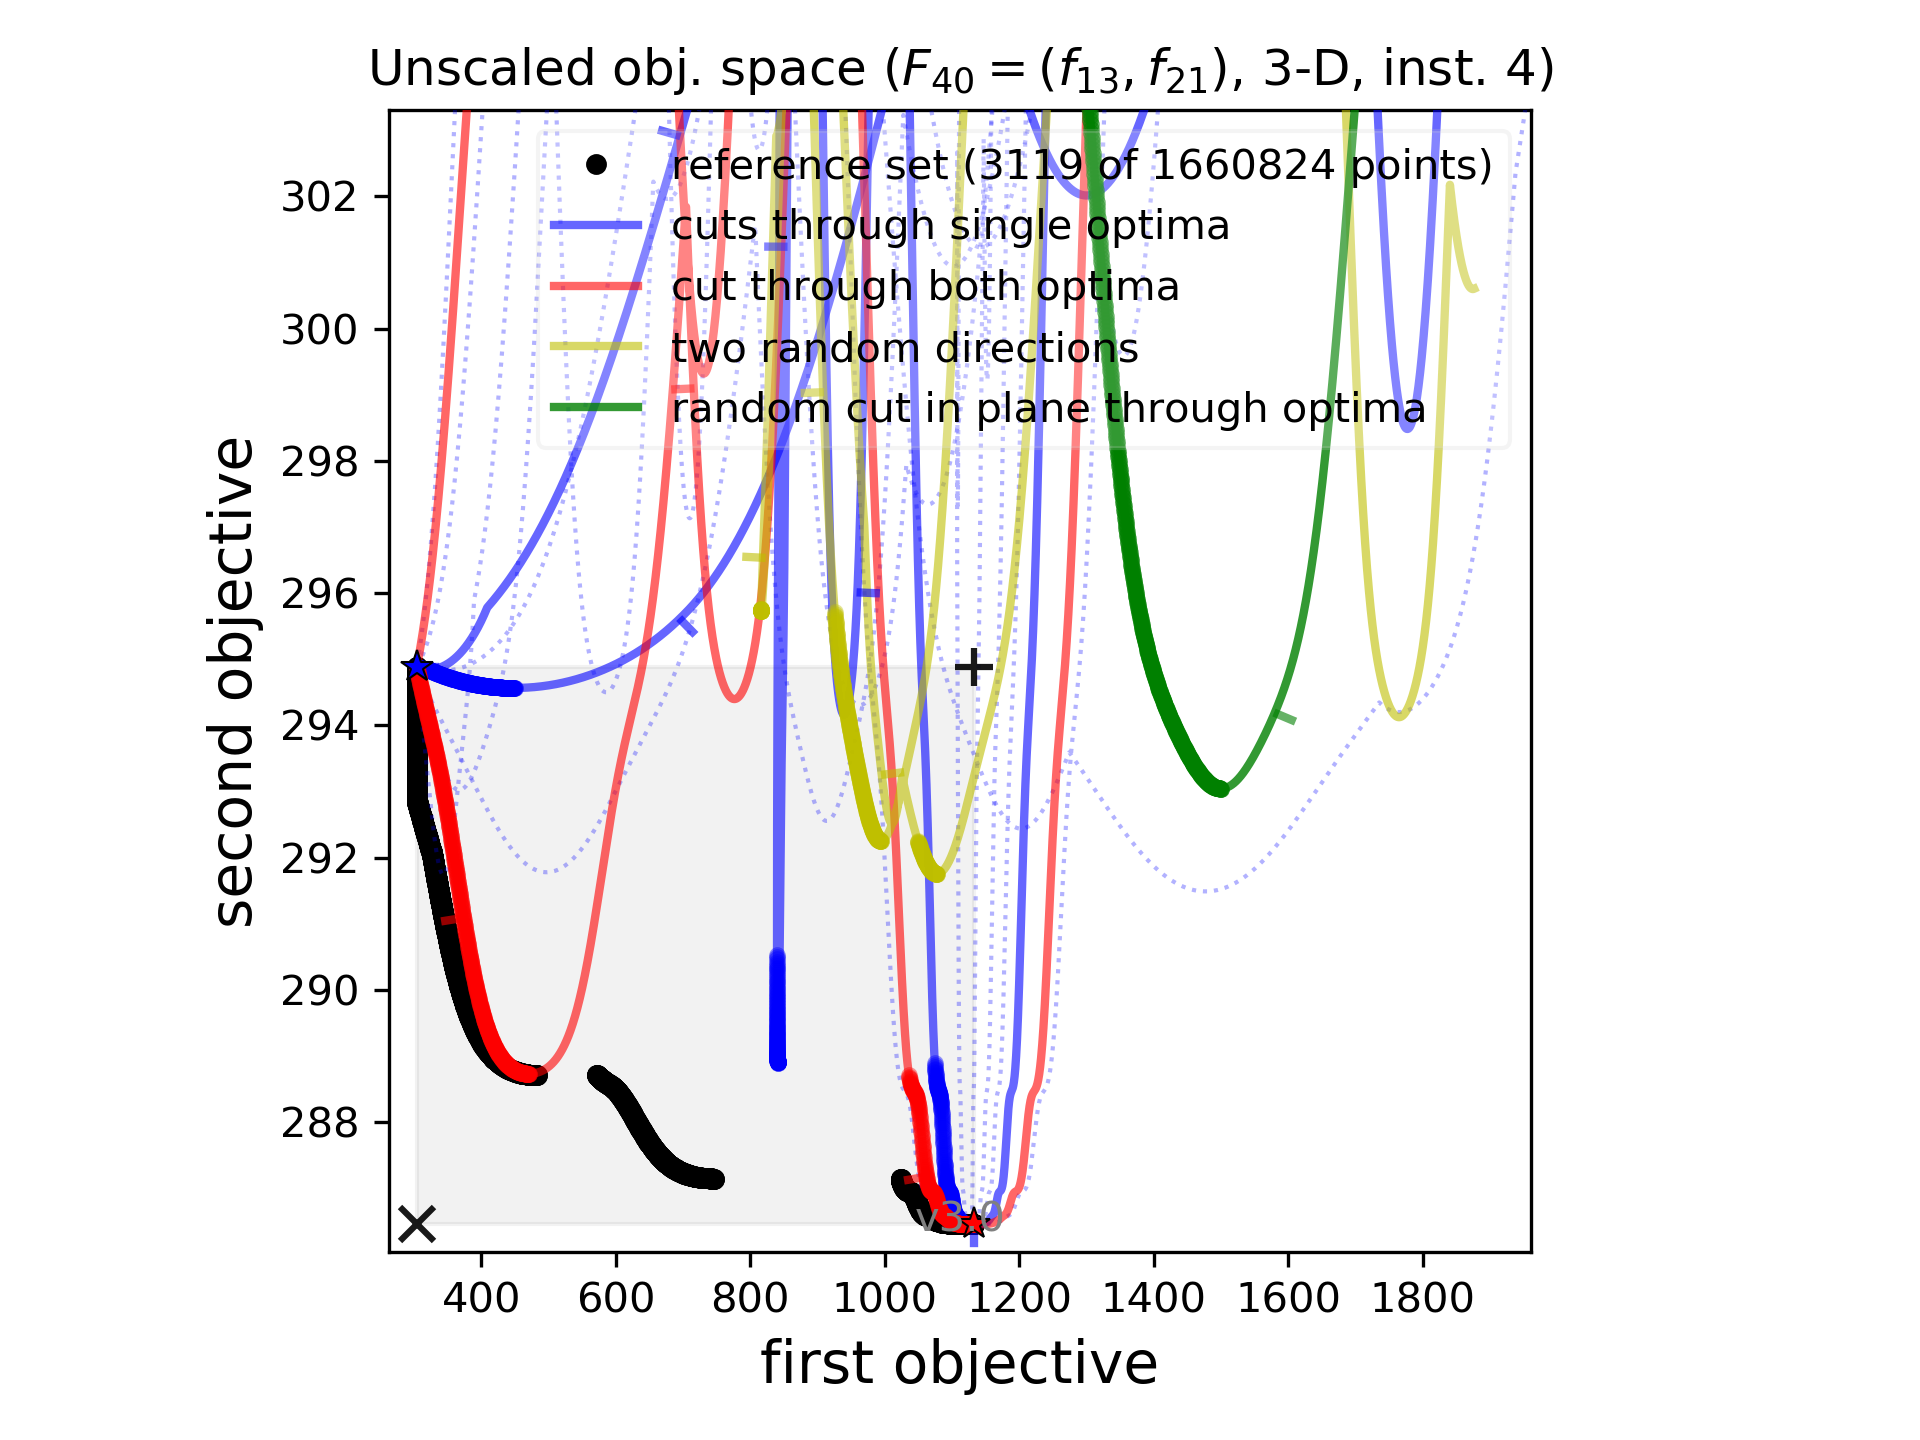 Unscaled obj. space (F₄₀ = (f₁₃, f₂₁), 3-D, inst. 4)
reference set (3119 of 1660824 points)
cuts through single optima
cut through both optima
two random directions
random cut in plane through optima
302
300
298
296
294
292
290
288
second objective
v3.0
400 600 800 1000 1200 1400 1600 1800
first objective